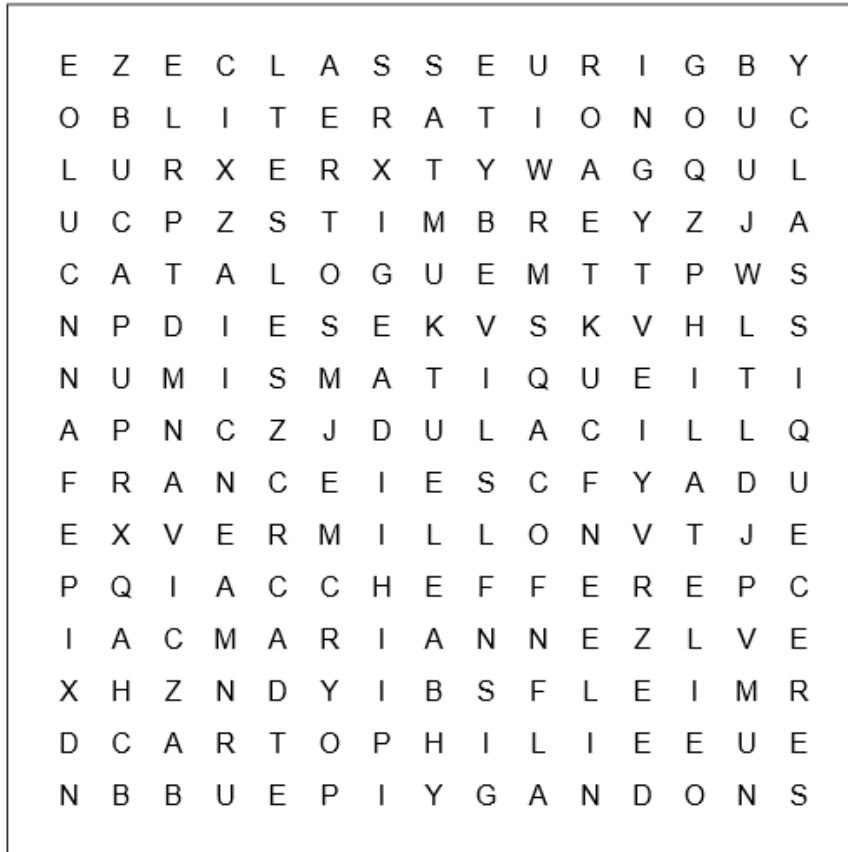 E Z E C L A S S E U R I G B Y
O B L I T E R A T I O N O U C
L U R X E R X T Y W A G Q U L
U C P Z S T I M B R E Y Z J A
C A T A L O G U E M T T P W S
N P D I E S E K V S K V H L S
N U M I S M A T I Q U E I T I
A P N C Z J D U L A C I L L Q
F R A N C E I E S C F Y A D U
E X V E R M I L L O N V T J E
P Q I A C C H E F F E R E P C
I A C M A R I A N N E Z L V E
X H Z N D Y I B S F L E I M R
D C A R T O P H I L I E E U E
N B B U E P I Y G A N D O N S